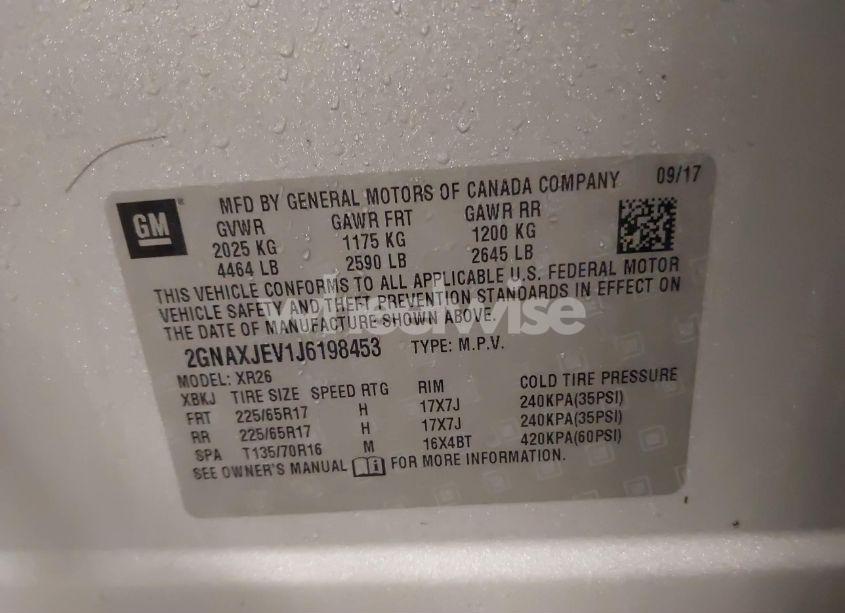 GM
MFD BY GENERAL MOTORS OF CANADA COMPANY 09/17
GVWR GAWR FRT GAWR RR
2025 KG 1175 KG 1200 KG
4464 LB 2590 LB 2645 LB
THIS VEHICLE CONFORMS TO ALL APPLICABLE U.S. FEDERAL MOTOR
VEHICLE SAFETY AND THEFT PREVENTION STANDARDS IN EFFECT ON
THE DATE OF MANUFACTURE SHOWN ABOVE.
2GNAXJEV1J6198453 TYPE: M.P.V.
MODEL: XR26
XBKJ TIRE SIZE SPEED RTG RIM COLD TIRE PRESSURE
FRT 225/65R17 H 17X7J 240KPA(35PSI)
RR 225/65R17 H 17X7J 240KPA(35PSI)
SPA T135/70R16 M 16X4BT 420KPA(60PSI)
SEE OWNER'S MANUAL i FOR MORE INFORMATION.